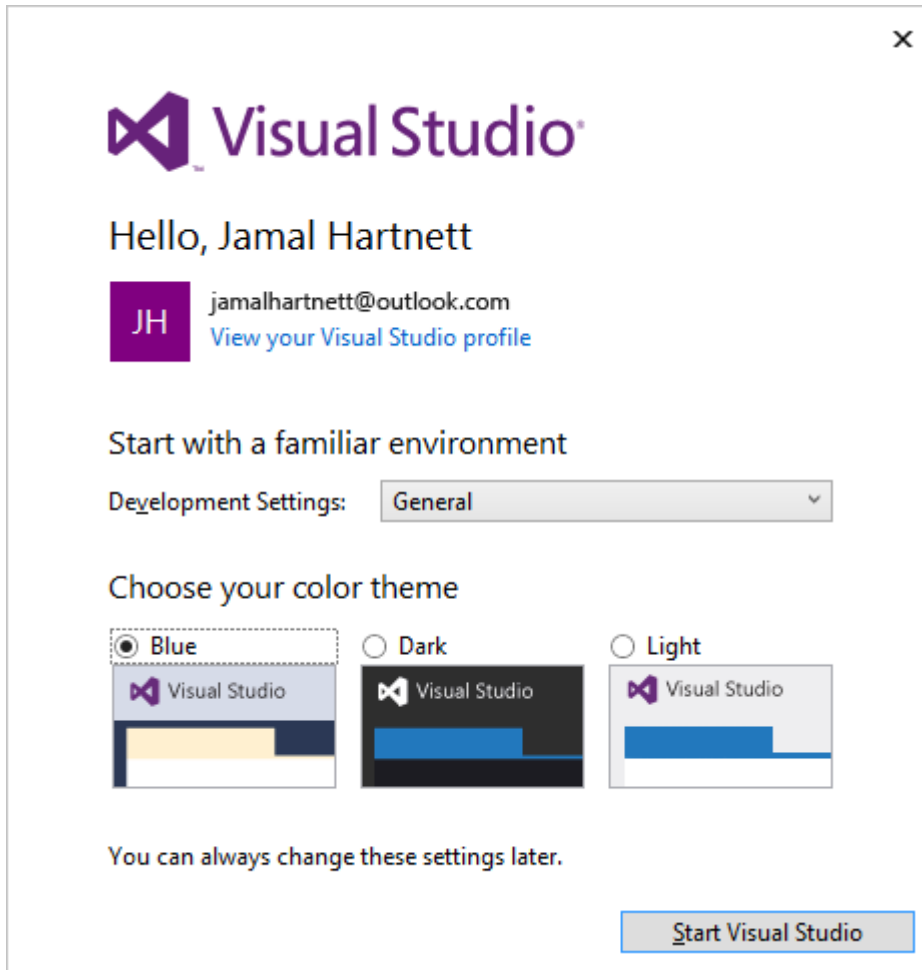 Visual Studio®
™
Hello, Jamal Hartnett
JH
jamalhartnett@outlook.com
View your Visual Studio profile
Start with a familiar environment
Development Settings: General
Choose your color theme
Blue Dark Light
Visual Studio Visual Studio Visual Studio
You can always change these settings later.
Start Visual Studio